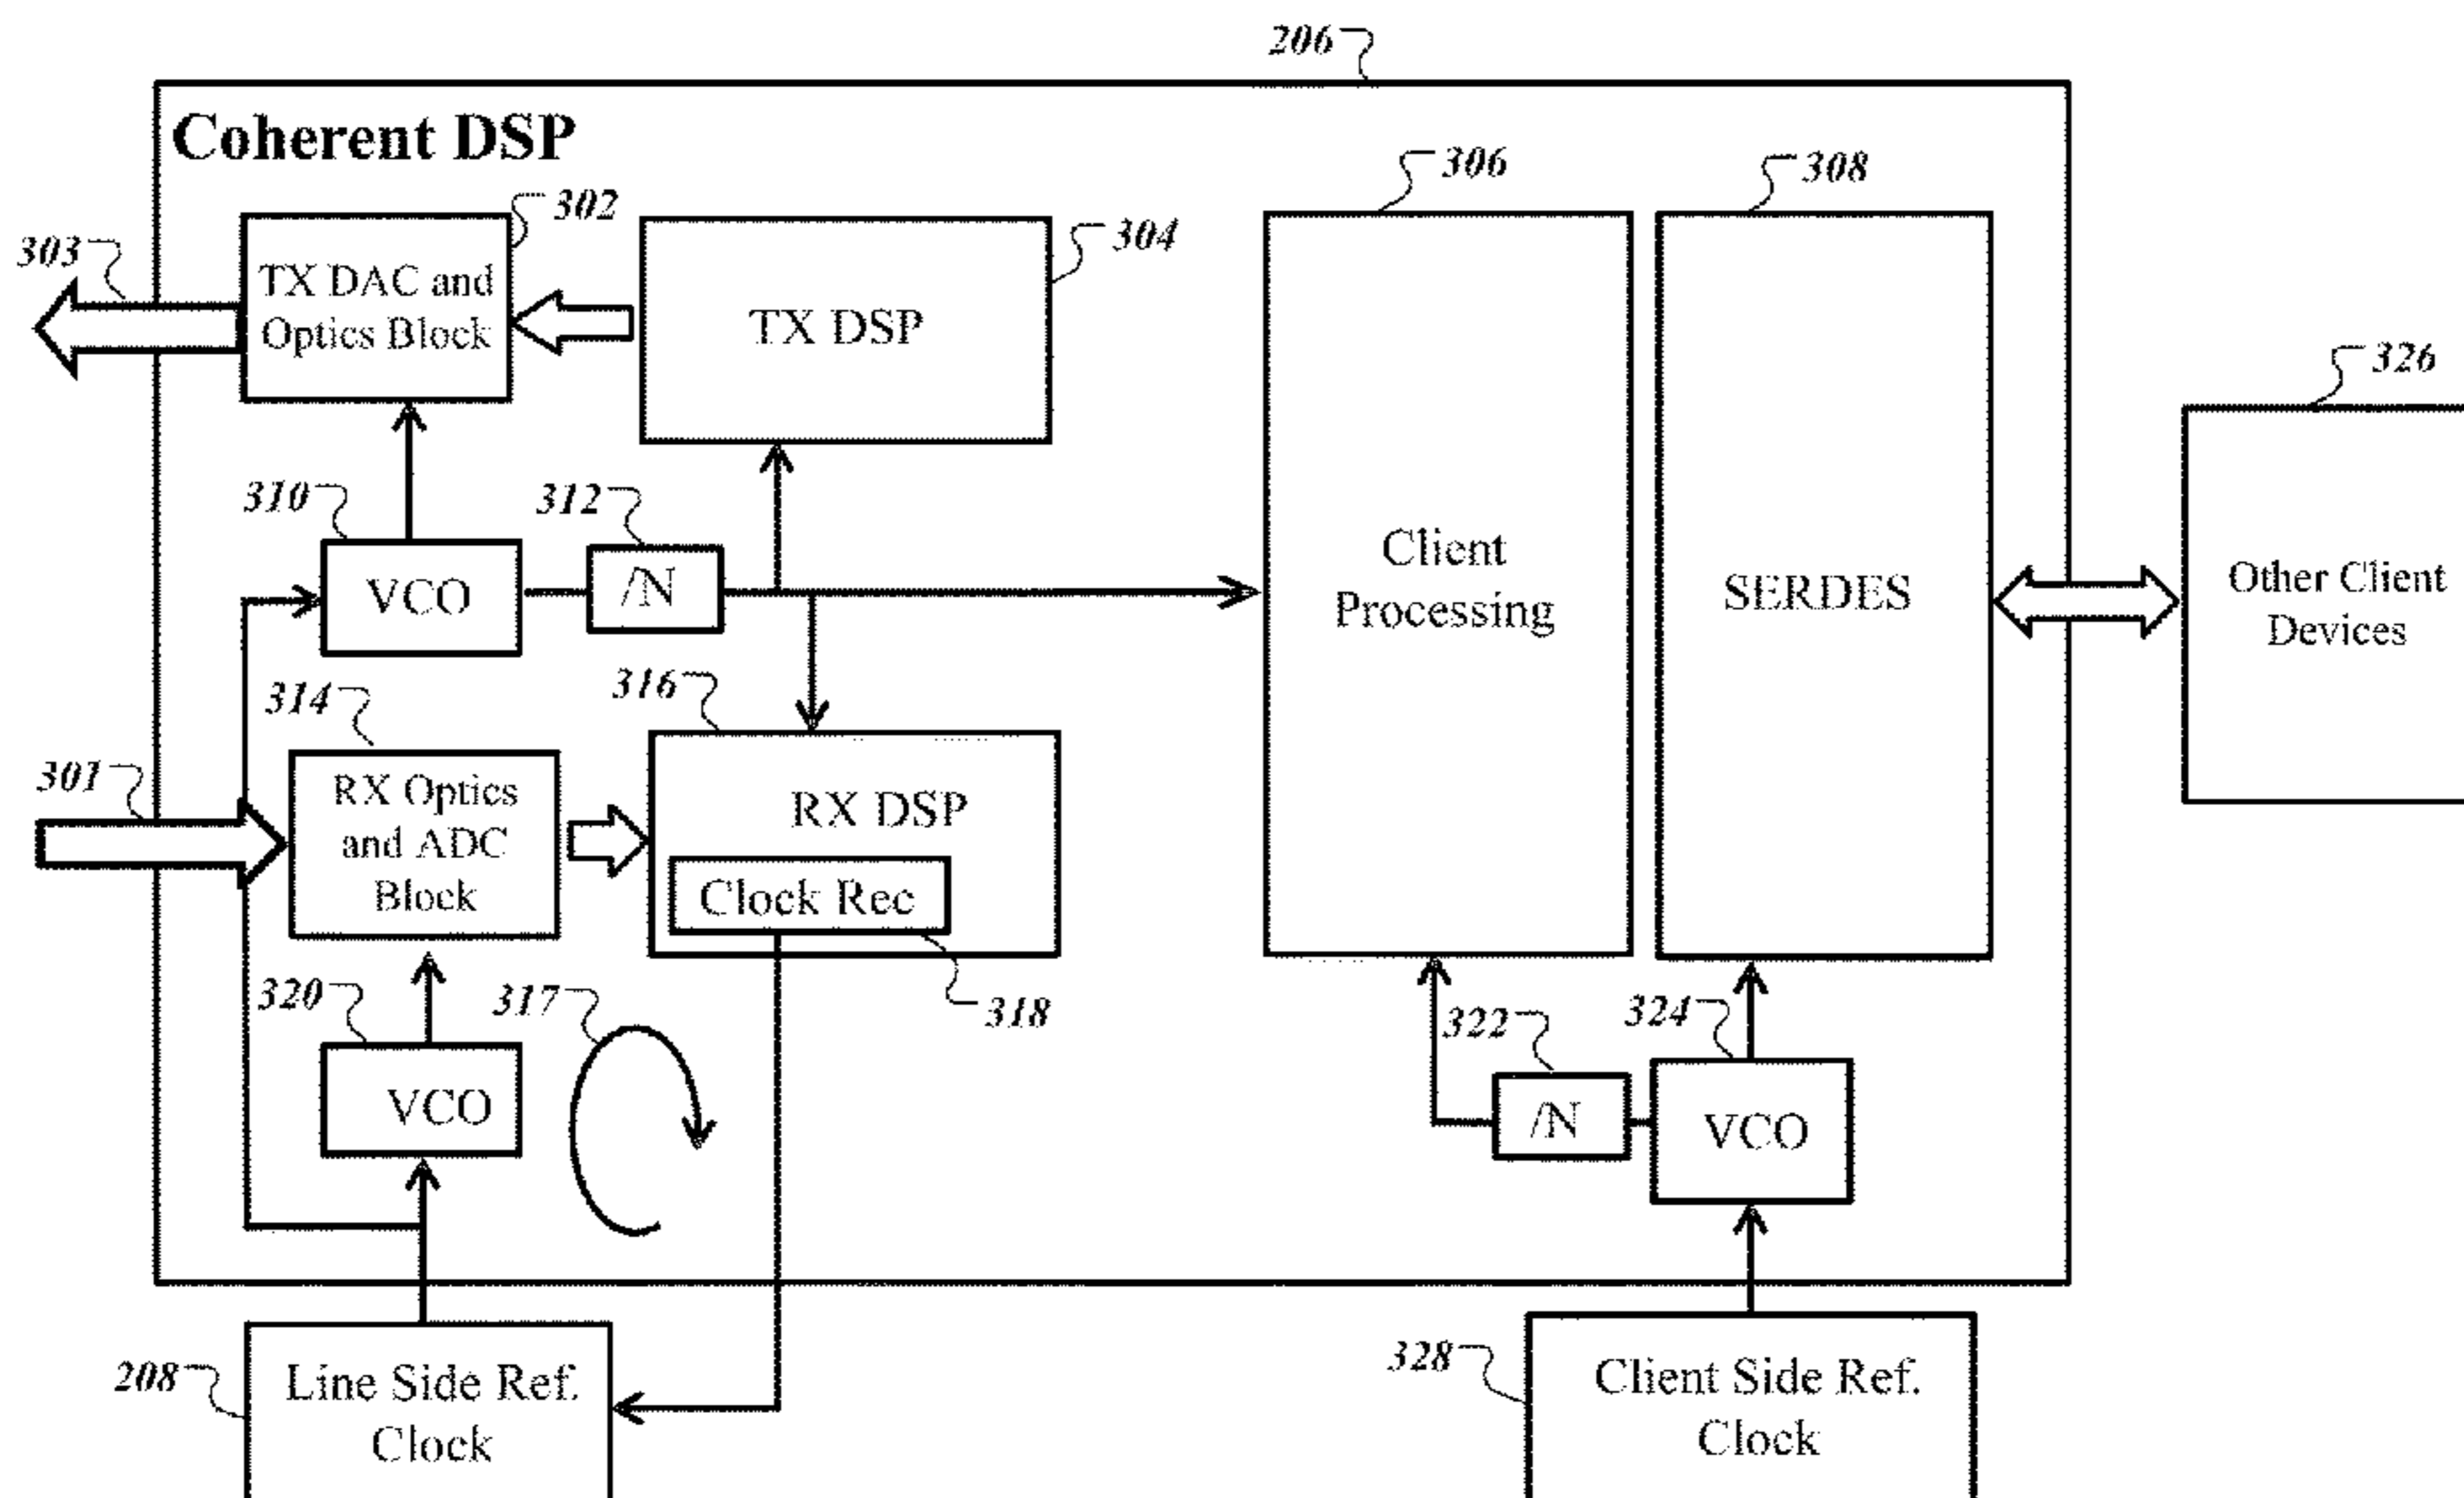 206
Coherent DSP
306
308
302
303
304
TX DAC and
Optics Block
TX DSP
326
310
312
VCO
/N
Client
Processing
SERDES
Other Client
Devices
314
316
301
RX Optics
and ADC
Block
RX DSP
Clock Rec
320
317
318
322
324
VCO
/N
VCO
208
Line Side Ref.
Clock
328
Client Side Ref.
Clock